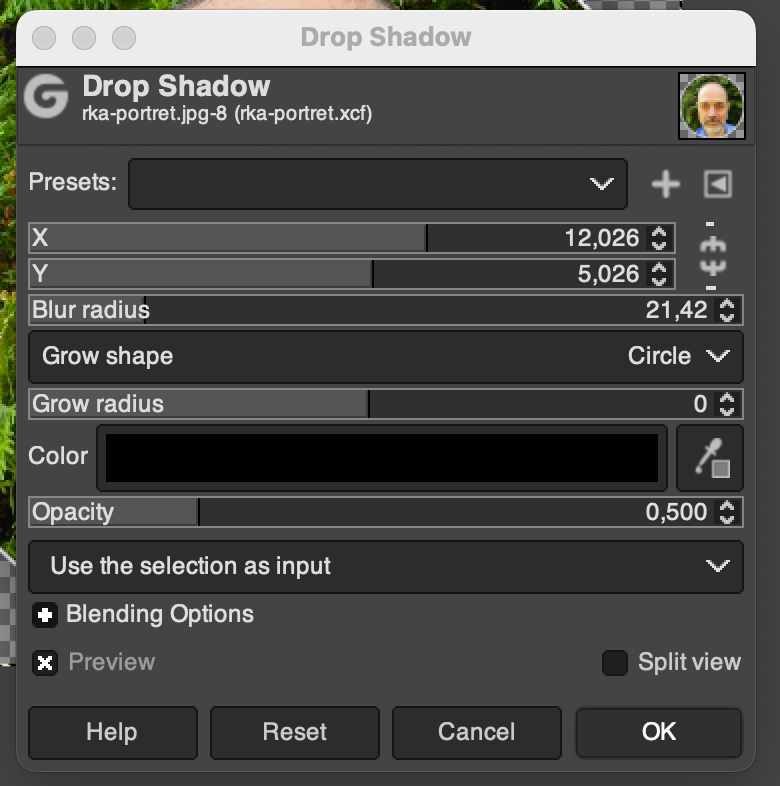 Drop Shadow
Drop Shadow
rka-portret.jpg-8 (rka-portret.xcf)
Presets:
X 12,026
Y 5,026
Blur radius 21,42
Grow shape Circle
Grow radius 0
Color
Opacity 0,500
Use the selection as input
Blending Options
Preview Split view
Help Reset Cancel OK